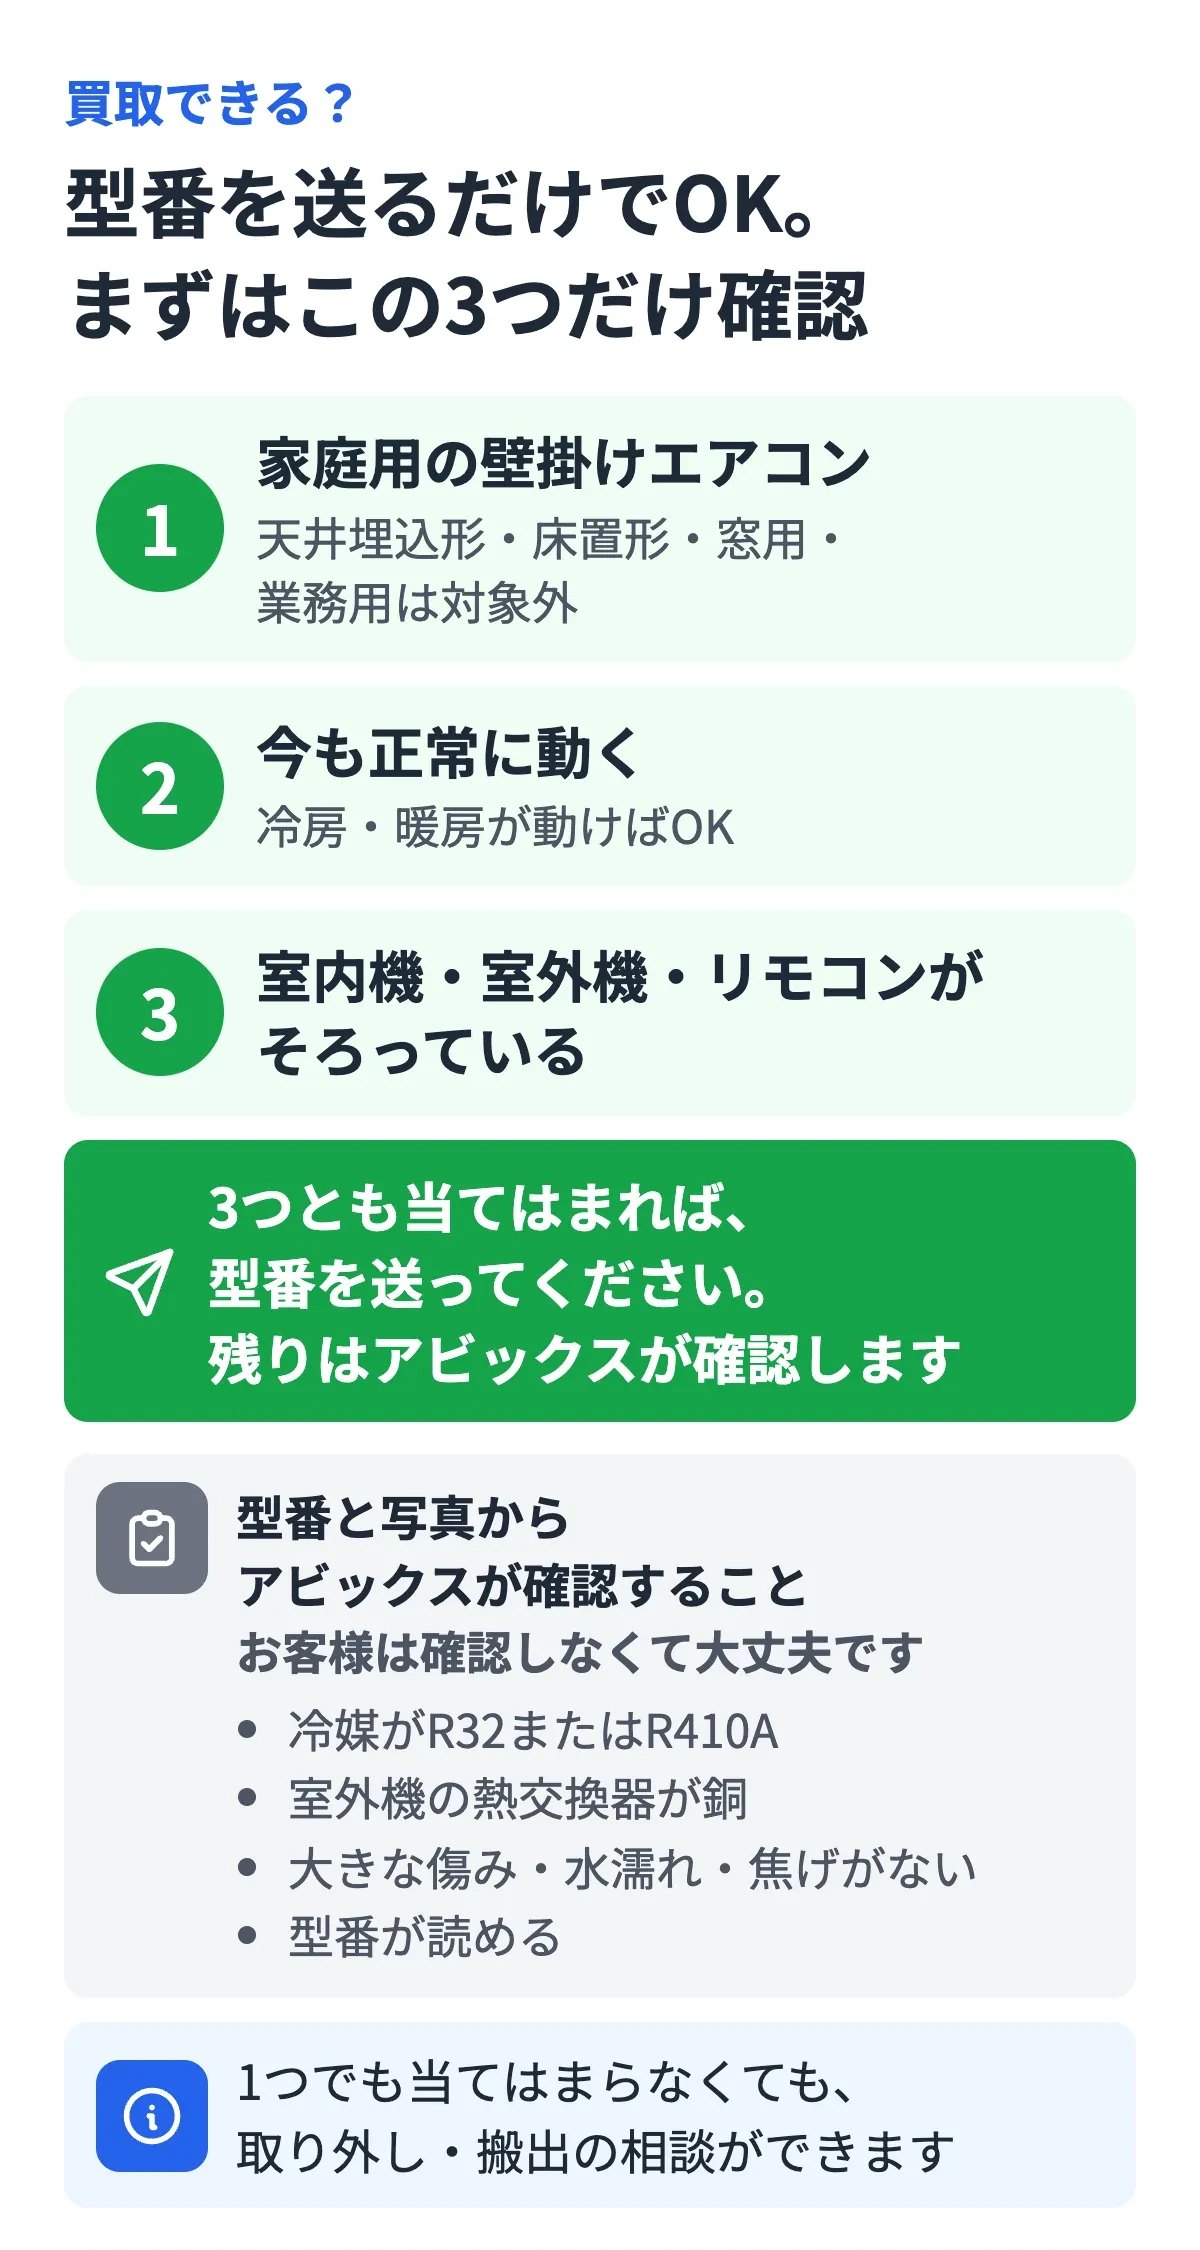 買取できる？
型番を送るだけでOK。
まずはこの3つだけ確認
1
家庭用の壁掛けエアコン
天井埋込形・床置形・窓用・
業務用は対象外
2
今も正常に動く
冷房・暖房が動けばOK
3
室内機・室外機・リモコンが
そろっている
3つとも当てはまれば、
型番を送ってください。
残りはアビックスが確認します
型番と写真から
アビックスが確認すること
お客様は確認しなくて大丈夫です
• 冷媒がR32またはR410A
• 室外機の熱交換器が銅
• 大きな傷み・水濡れ・焦げがない
• 型番が読める
1つでも当てはまらなくても、
取り外し・搬出の相談ができます